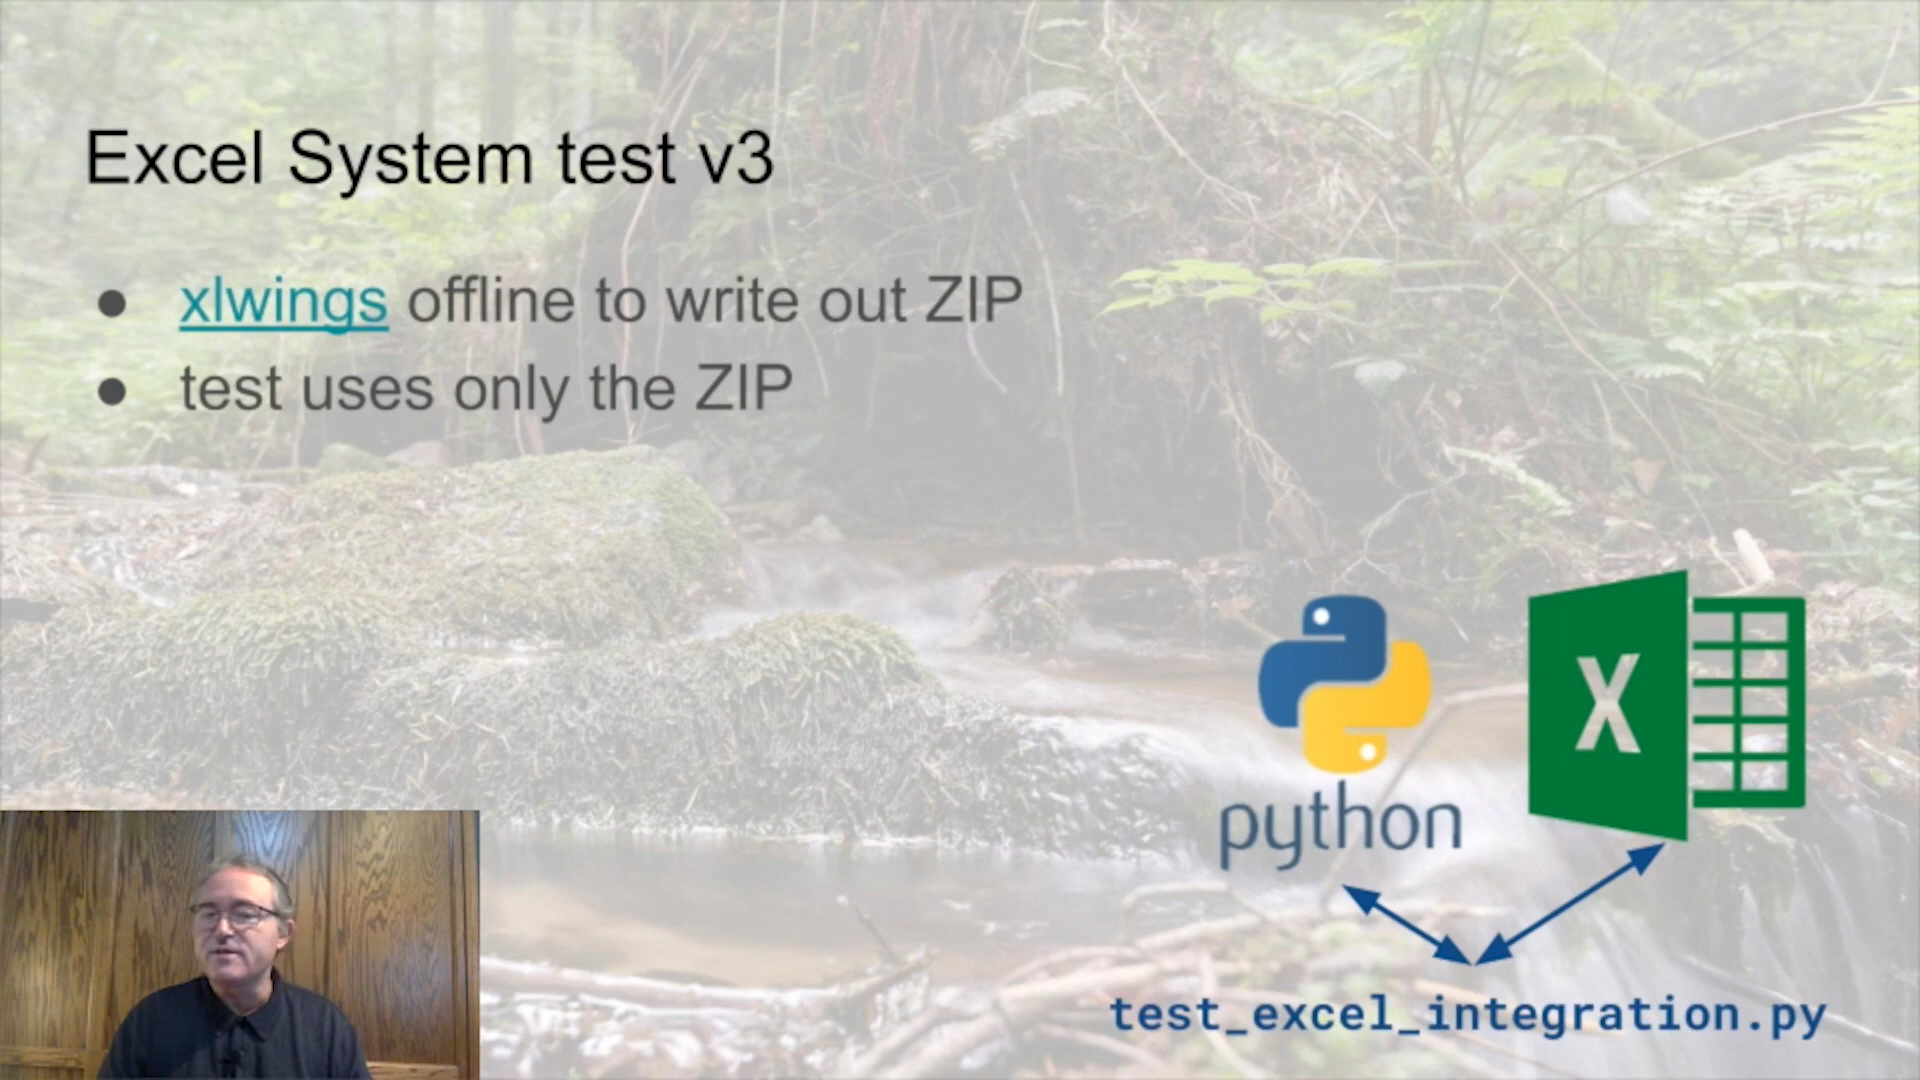 Excel System test v3
xlwings offline to write out ZIP
test uses only the ZIP
python
X
test_excel_integration.py